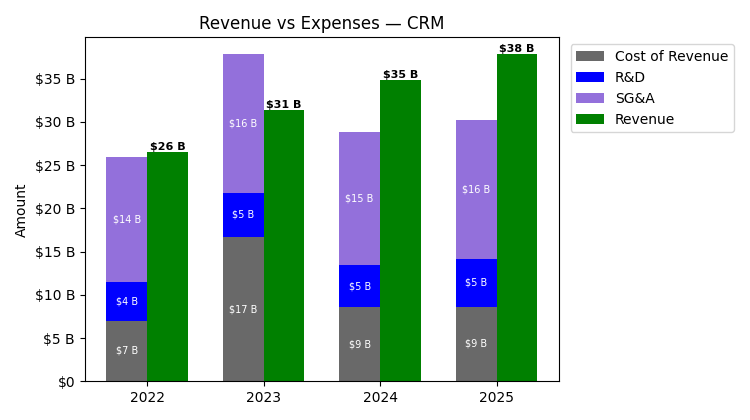 Revenue vs Expenses — CRM
Cost of Revenue
R&D
SG&A
Revenue
Amount
$35 B
$30 B
$25 B
$20 B
$15 B
$10 B
$5 B
$0
$26 B
$14 B
$4 B
$7 B
$31 B
$16 B
$5 B
$17 B
$35 B
$15 B
$5 B
$9 B
$38 B
$16 B
$5 B
$9 B
2022
2023
2024
2025